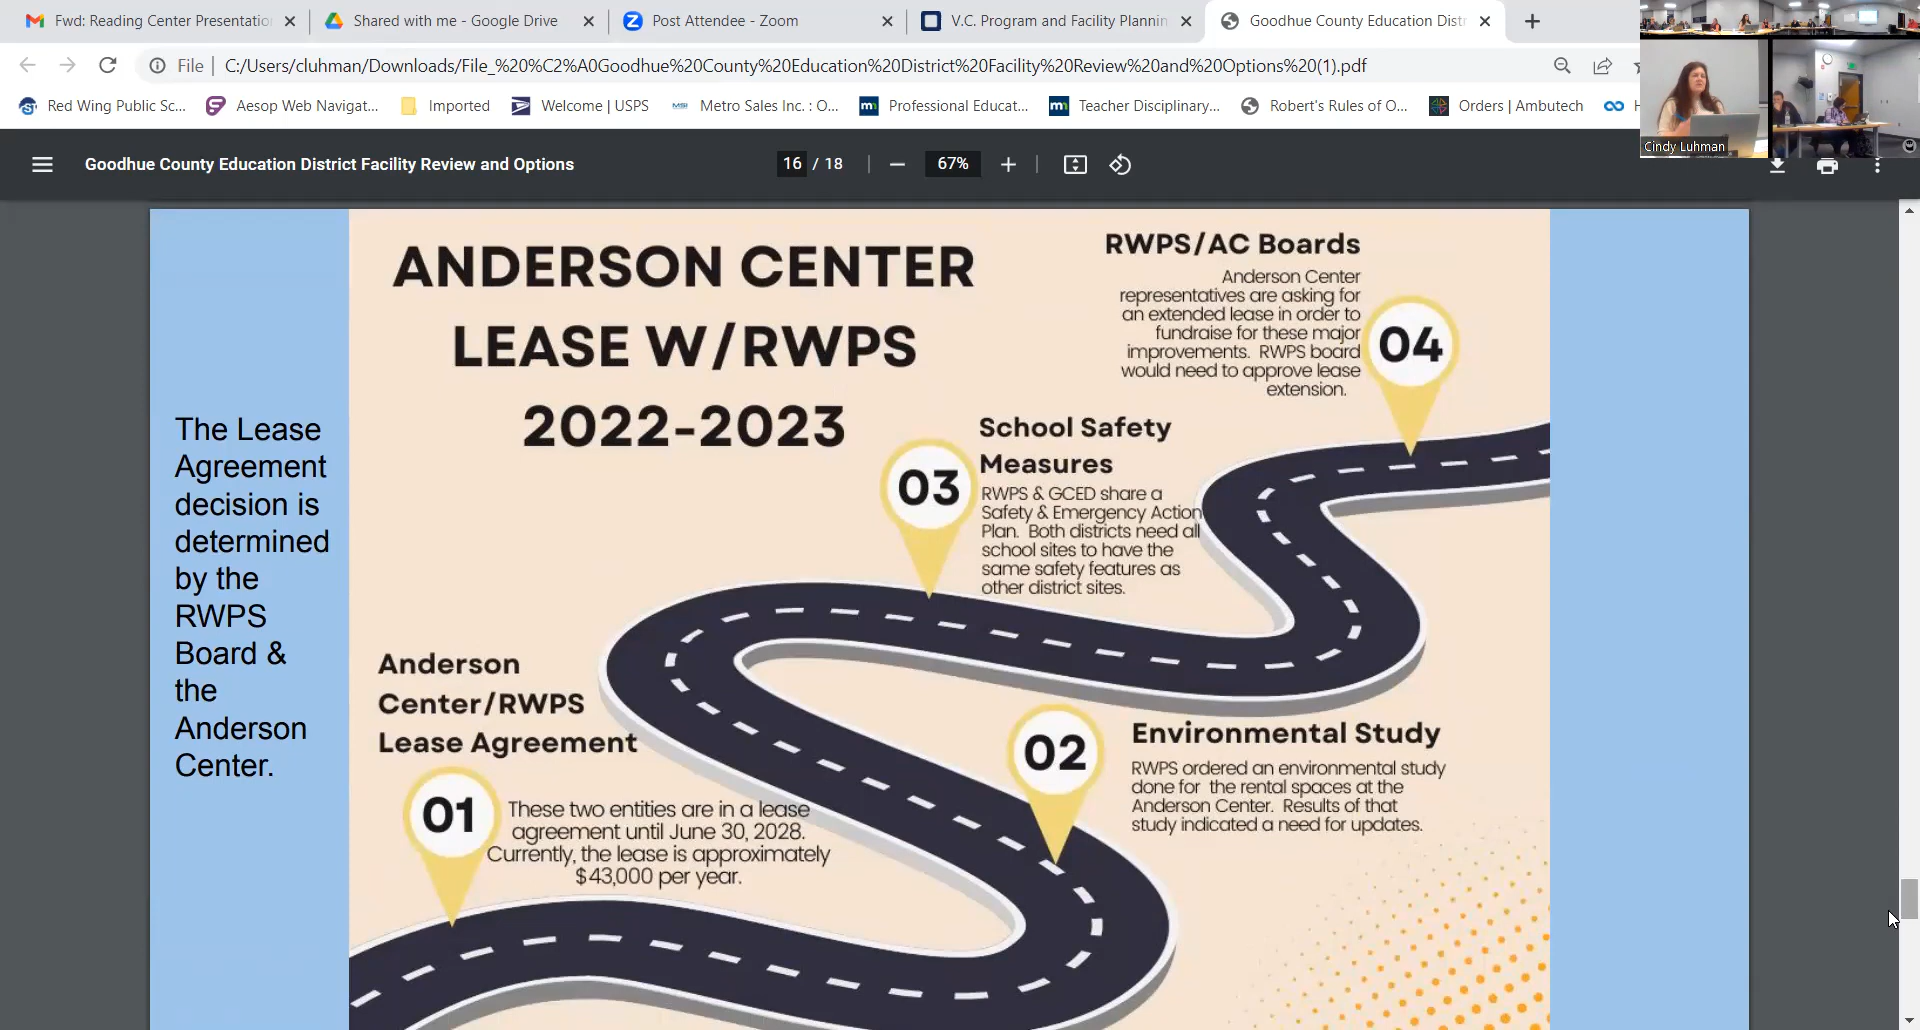 Fwd: Reading Center Presentatio
Shared with me - Google Drive
Post Attendee - Zoom
V.C. Program and Facility Plannin
Goodhue County Education Distr
File
C:/Users/cluhman/Downloads/File_%20%C2%A0Goodhue%20County%20Education%20District%20Facility%20Review%20and%20Options%20(1).pdf
Red Wing Public Sc...
Aesop Web Navigat...
Imported
Welcome | USPS
Metro Sales Inc. : O...
Professional Educat...
Teacher Disciplinary...
Robert's Rules of O...
Orders | Ambutech
Cindy Luhman
Goodhue County Education District Facility Review and Options
16 / 18
67%
The Lease
Agreement
decision is
determined
by the
RWPS
Board &
the
Anderson
Center.
ANDERSON CENTER
LEASE W/RWPS
2022-2023
RWPS/AC Boards
Anderson Center
representatives are asking for
an extended lease in order to
fundraise for these major
improvements. RWPS board
would need to approve lease
extension.
04
School Safety
Measures
03
RWPS & GCED share a
Safety & Emergency Action
Plan. Both districts need all
school sites to have the
same safety features as
other district sites.
Anderson
Center/RWPS
Lease Agreement
01
These two entities are in a lease
agreement until June 30, 2028.
Currently, the lease is approximately
$43,000 per year.
02
Environmental Study
RWPS ordered an environmental study
done for the rental spaces at the
Anderson Center. Results of that
study indicated a need for updates.